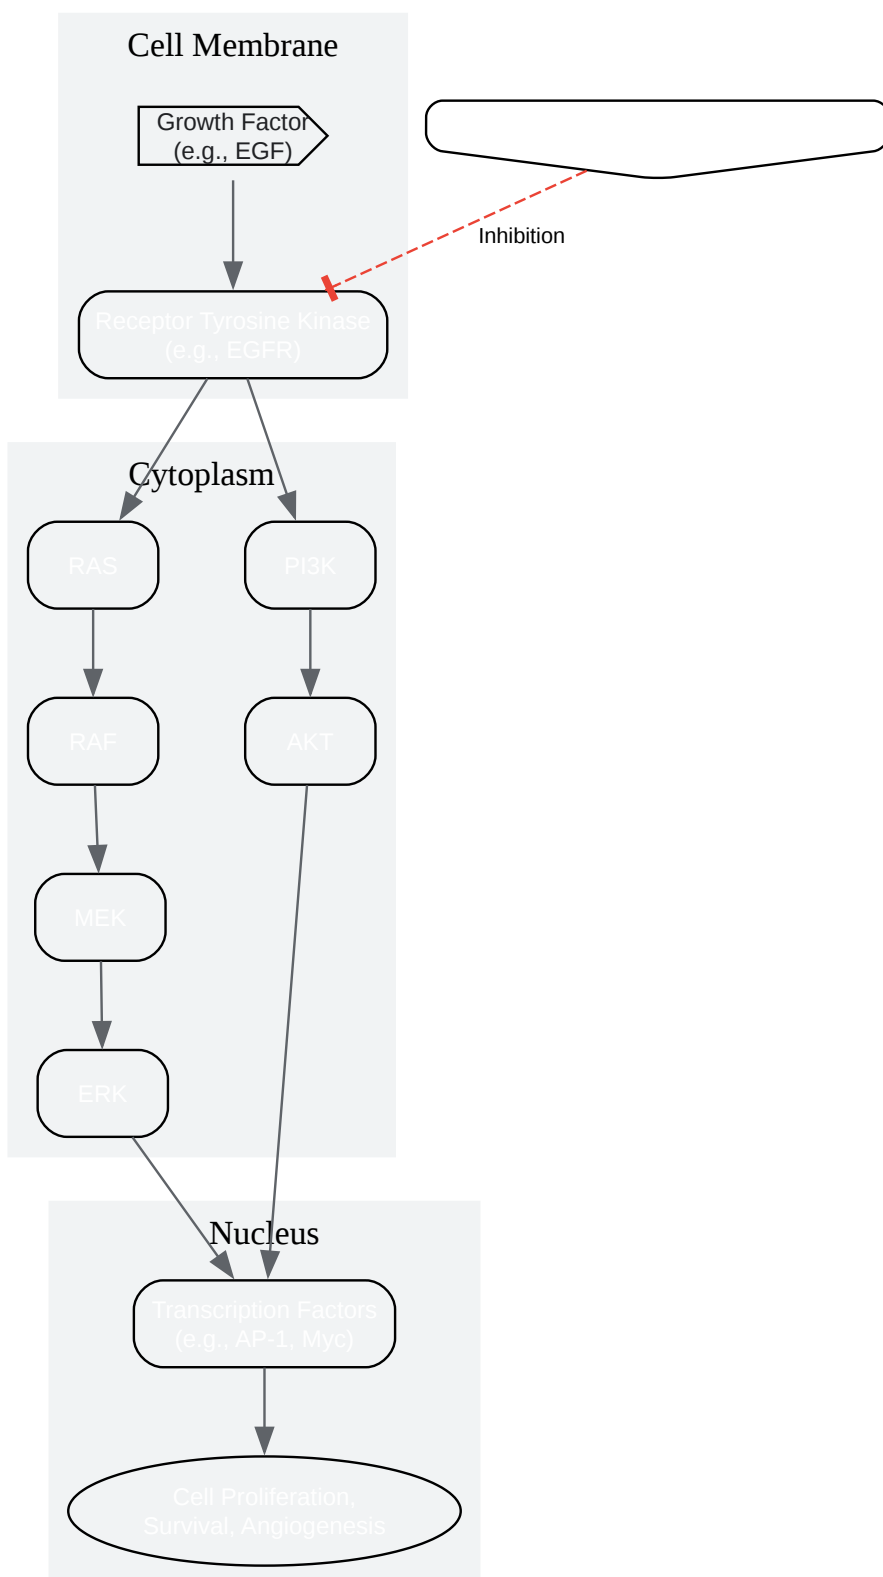 Cell Membrane
Growth Factor
(e.g., EGF)
Inhibition
Receptor Tyrosine Kinase
(e.g., EGFR)
Cytoplasm
RAS
PI3K
RAF
AKT
MEK
ERK
Nucleus
Transcription Factors
(e.g., AP-1, Myc)
Cell Proliferation,
Survival, Angiogenesis